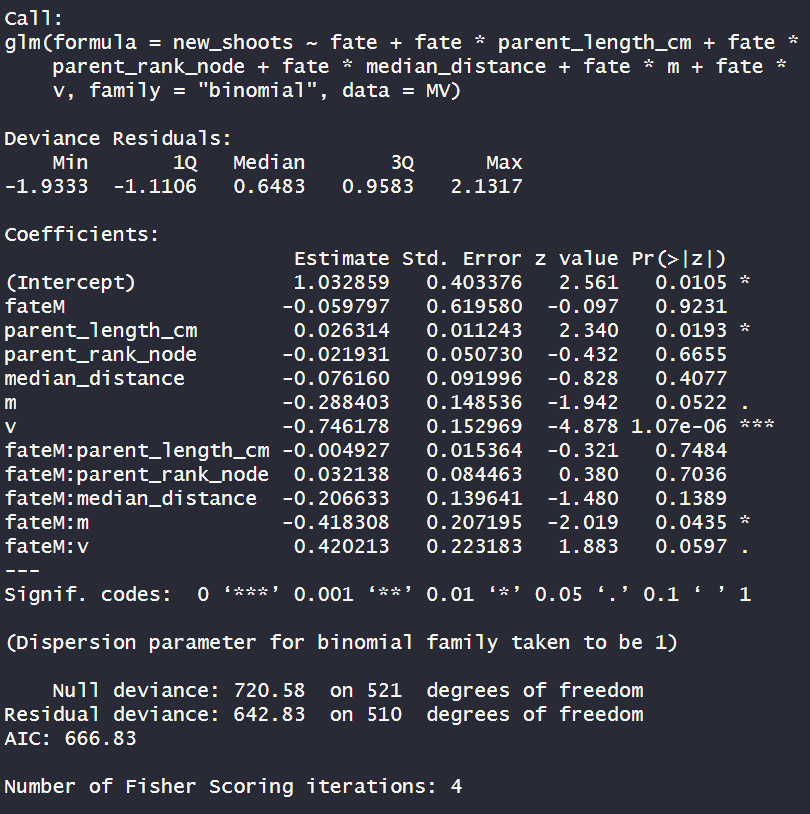 Call:
glm(formula = new_shoots ~ fate + fate * parent_length_cm + fate *
    parent_rank_node + fate * median_distance + fate * m + fate *
    v, family = "binomial", data = MV)

Deviance Residuals:
    Min       1Q   Median       3Q      Max
-1.9333  -1.1106   0.6483   0.9583   2.1317

Coefficients:
                        Estimate Std. Error z value Pr(>|z|)
(Intercept)             1.032859   0.403376   2.561   0.0105 *
fateM                  -0.059797   0.619580  -0.097   0.9231
parent_length_cm        0.026314   0.011243   2.340   0.0193 *
parent_rank_node       -0.021931   0.050730  -0.432   0.6655
median_distance        -0.076160   0.091996  -0.828   0.4077
m                      -0.288403   0.148536  -1.942   0.0522 .
v                      -0.746178   0.152969  -4.878 1.07e-06 ***
fateM:parent_length_cm -0.004927   0.015364  -0.321   0.7484
fateM:parent_rank_node  0.032138   0.084463   0.380   0.7036
fateM:median_distance  -0.206633   0.139641  -1.480   0.1389
fateM:m                -0.418308   0.207195  -2.019   0.0435 *
fateM:v                 0.420213   0.223183   1.883   0.0597 .
---
Signif. codes:  0 ‘***’ 0.001 ‘**’ 0.01 ‘*’ 0.05 ‘.’ 0.1 ‘ ’ 1

(Dispersion parameter for binomial family taken to be 1)

    Null deviance: 720.58  on 521  degrees of freedom
Residual deviance: 642.83  on 510  degrees of freedom
AIC: 666.83

Number of Fisher Scoring iterations: 4